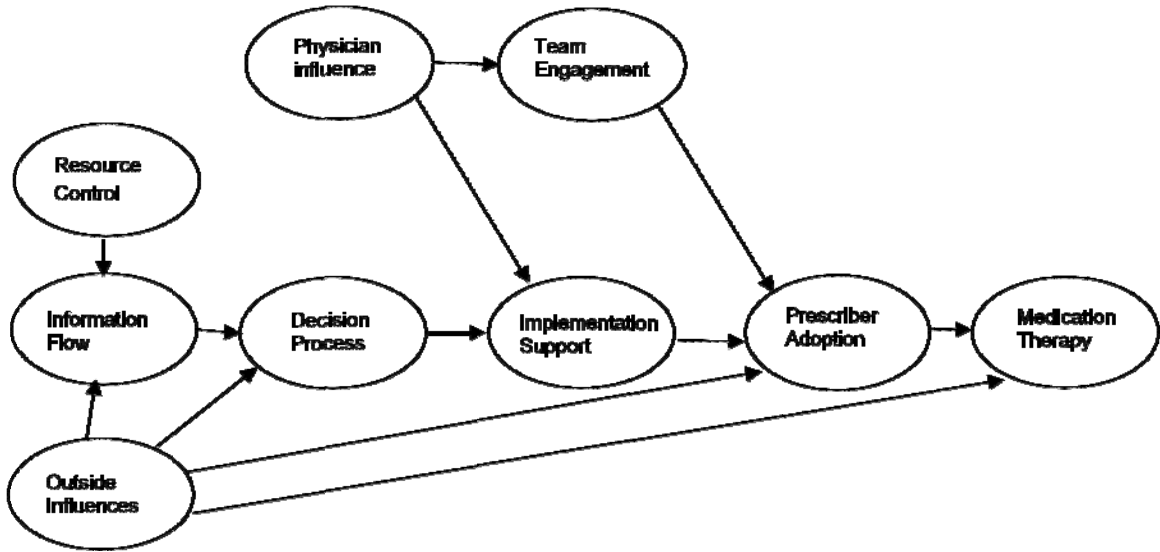 Physician
influence
Team
Engagement
Resource
Control
Information
Flow
Decision
Process
Implementation
Support
Prescriber
Adoption
Medication
Therapy
Outside
Influences